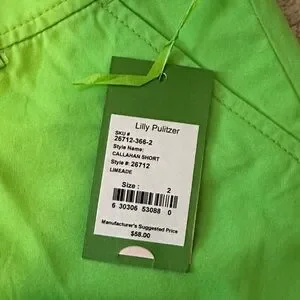 Lilly Pulitzer
SKU #
26712-366-2
Style Name:
CALLAHAN SHORT
Style #: 26712
LIMEADE
Size : 2
6 30306 53088 0
Manufacturer's Suggested Price
$58.00